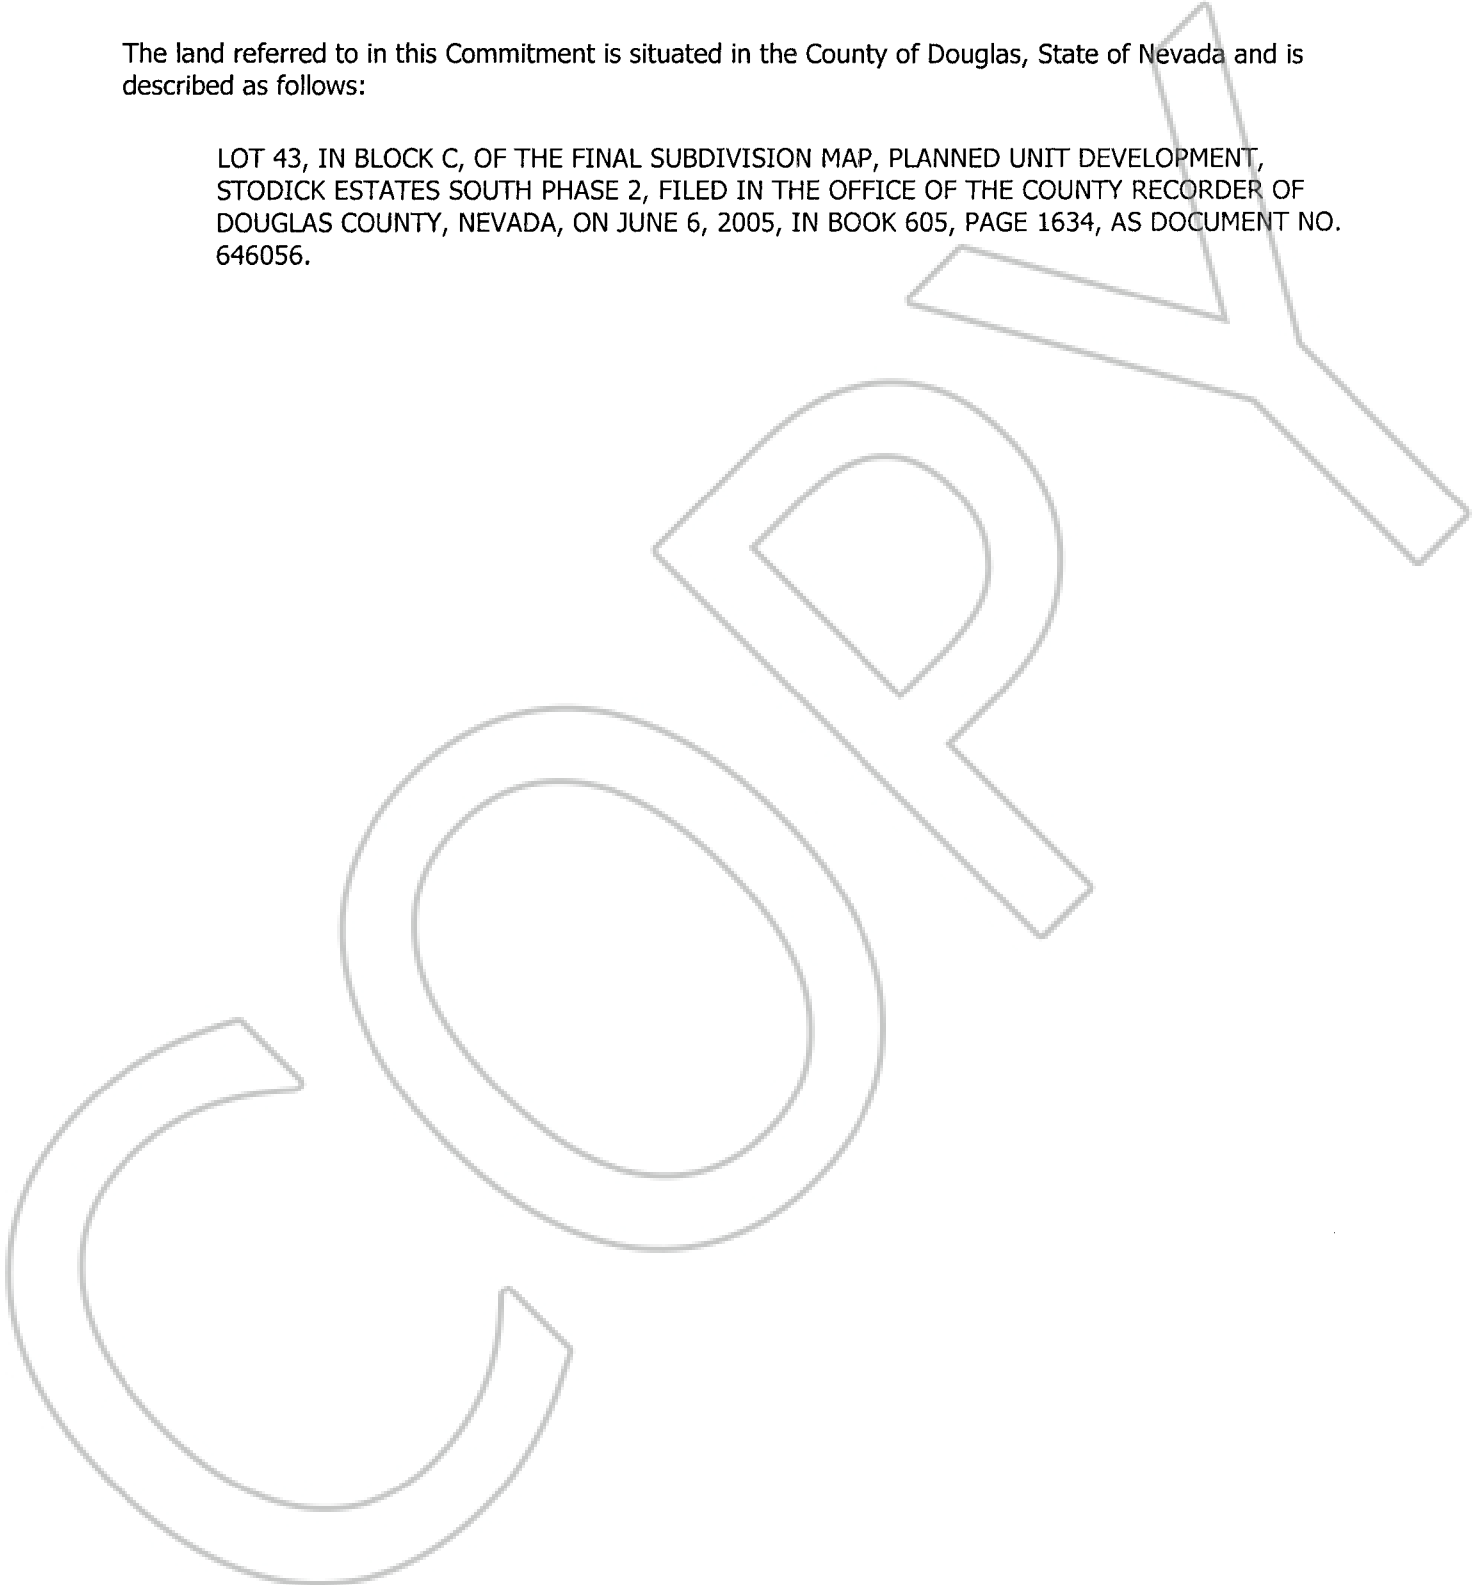 The land referred to in this Commitment is situated in the County of Douglas, State of Nevada and is
described as follows:
LOT 43, IN BLOCK C, OF THE FINAL SUBDIVISION MAP, PLANNED UNIT DEVELOPMENT,
STODICK ESTATES SOUTH PHASE 2, FILED IN THE OFFICE OF THE COUNTY RECORDER OF
DOUGLAS COUNTY, NEVADA, ON JUNE 6, 2005, IN BOOK 605, PAGE 1634, AS DOCUMENT NO.
646056.
COPY